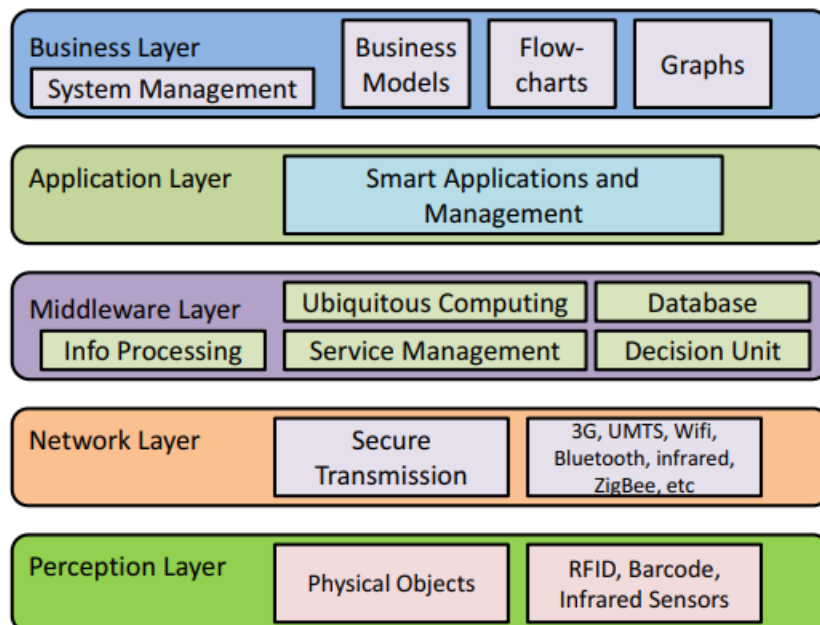 Business Layer
System Management
Business
Models
Flow-
charts
Graphs
Application Layer
Smart Applications and
Management
Middleware Layer
Ubiquitous Computing
Database
Info Processing
Service Management
Decision Unit
Network Layer
Secure
Transmission
3G, UMTS, Wifi,
Bluetooth, infrared,
ZigBee, etc
Perception Layer
Physical Objects
RFID, Barcode,
Infrared Sensors